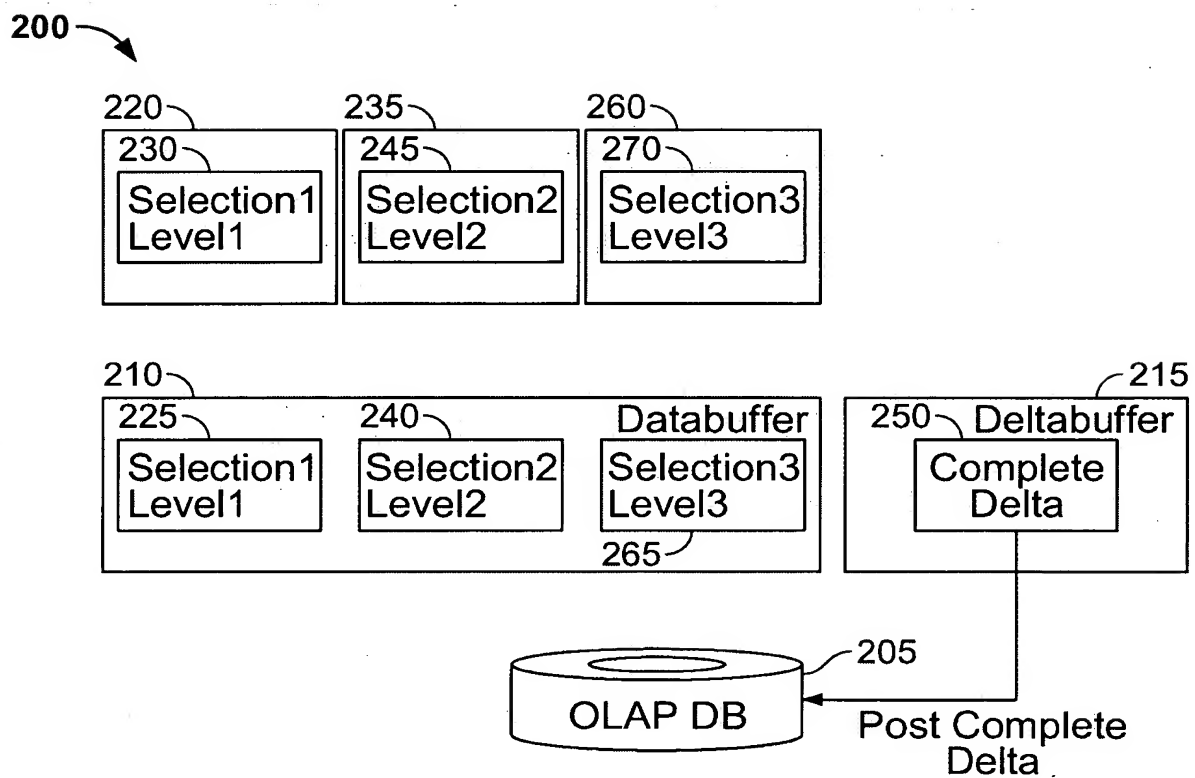 200
220 235 260
230 245 270
Selection1 Selection2 Selection3
Level1 Level2 Level3
210 215
225 240 Databuffer 250 Deltabuffer
Selection1 Selection2 Selection3 Complete
Level1 Level2 Level3 Delta
265
205
OLAP DB
Post Complete
Delta